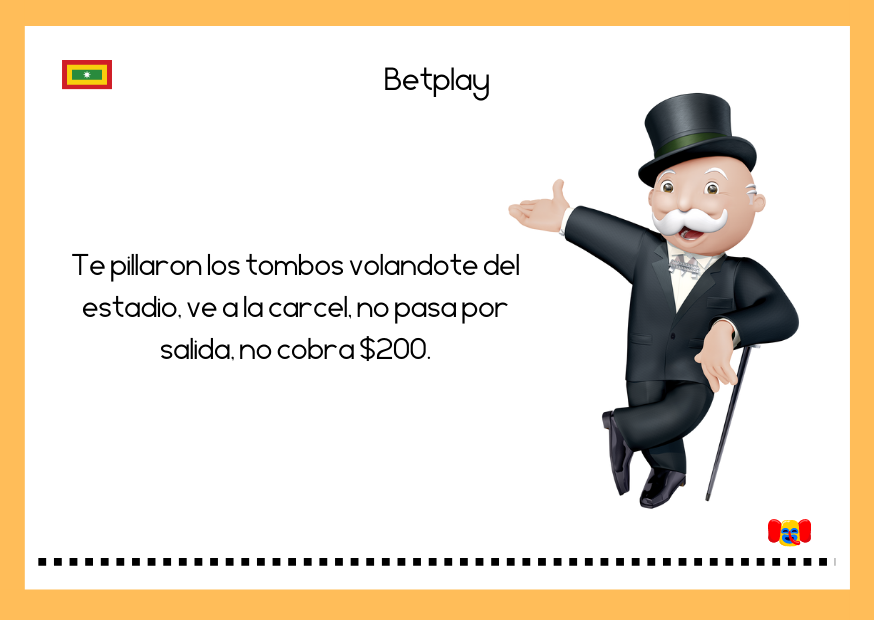 Betplay
Te pillaron los tombos volandote del
estadio, ve a la carcel, no pasa por
salida, no cobra $200.